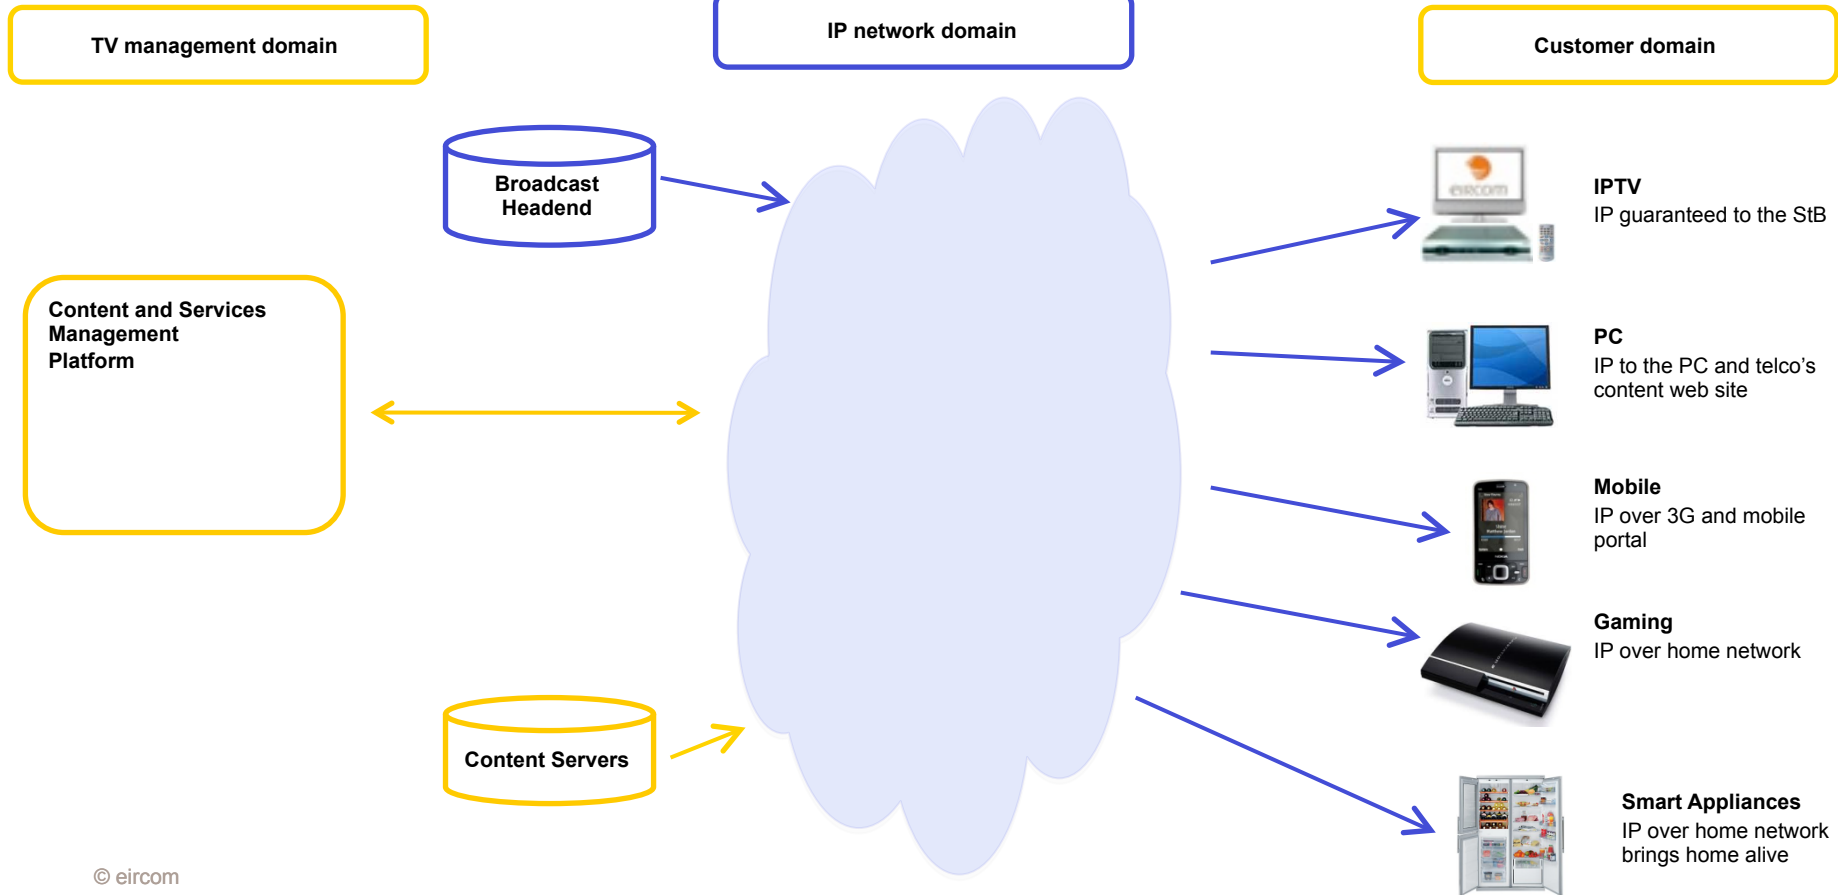 TV management domain
IP network domain
Customer domain
Broadcast
Headend
eircom
IPTV
IP guaranteed to the StB
Content and Services
Management
Platform
PC
IP to the PC and telco's
content web site
Mobile
IP over 3G and mobile
portal
Gaming
IP over home network
Content Servers
Smart Appliances
IP over home network
brings home alive
© eircom